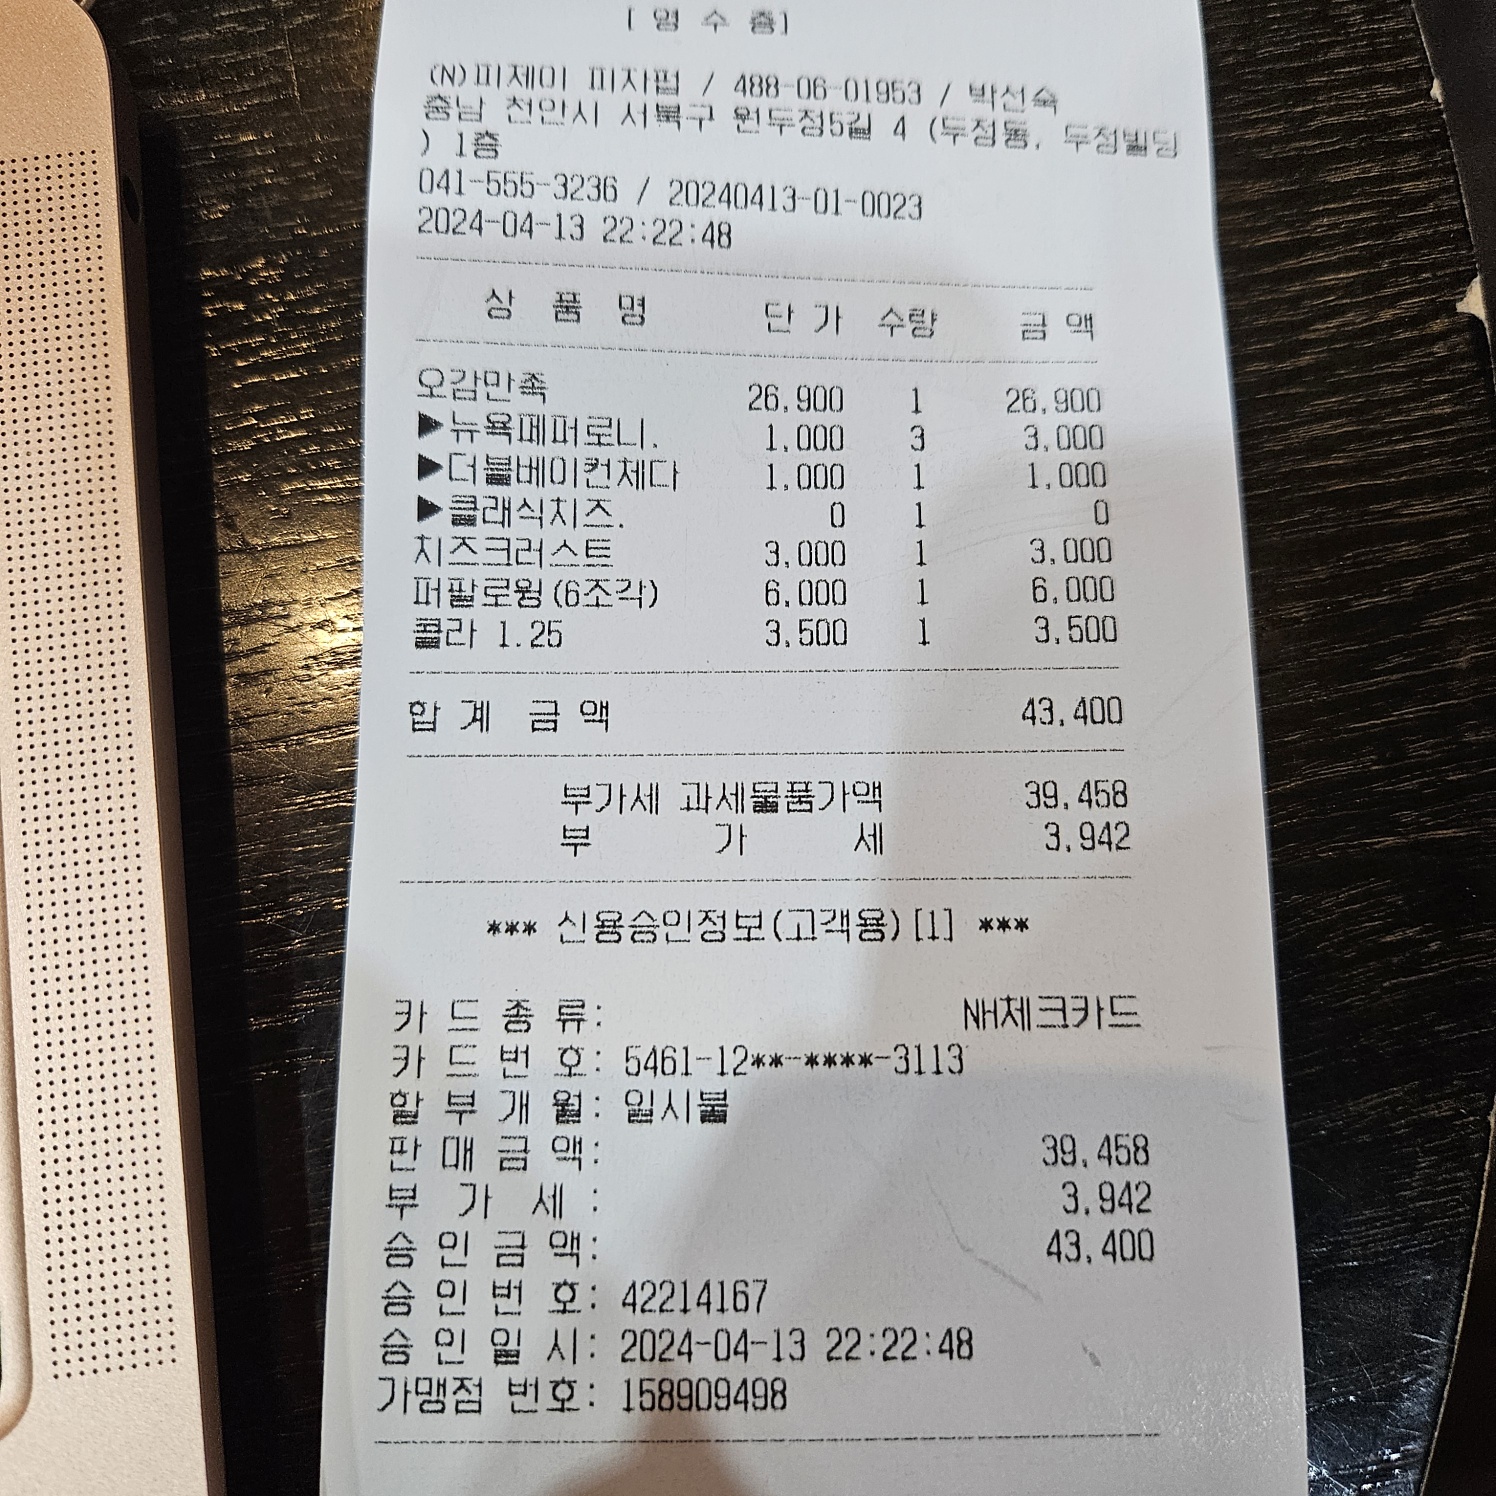 [ 영 수 증]
(N)피제이 피자펍 / 488-06-01953 / 박선숙
충남 천안시 서북구 원두정5길 4 (두정동, 두정빌딩
) 1층
041-555-3236 / 20240413-01-0023
2024-04-13 22:22:48
상 품 명 단 가 수량 금 액
오감만족 26,900 1 26,900
▶뉴욕페퍼로니. 1,000 3 3,000
▶더블베이컨체다 1,000 1 1,000
▶클래식치즈. 0 1 0
치즈크러스트 3,000 1 3,000
퍼팔로윙(6조각) 6,000 1 6,000
콜라 1.25 3,500 1 3,500
합 계 금 액 43,400
부가세 과세물품가액 39,458
부 가 세 3,942
*** 신용승인정보(고객용)[1] ***
카 드 종 류: NH체크카드
카 드 번 호: 5461-12**-****-3113
할 부 개 월: 일시불
판 매 금 액: 39,458
부 가 세 : 3,942
승 인 금 액: 43,400
승 인 번 호: 42214167
승 인 일 시: 2024-04-13 22:22:48
가맹점 번호: 158909498